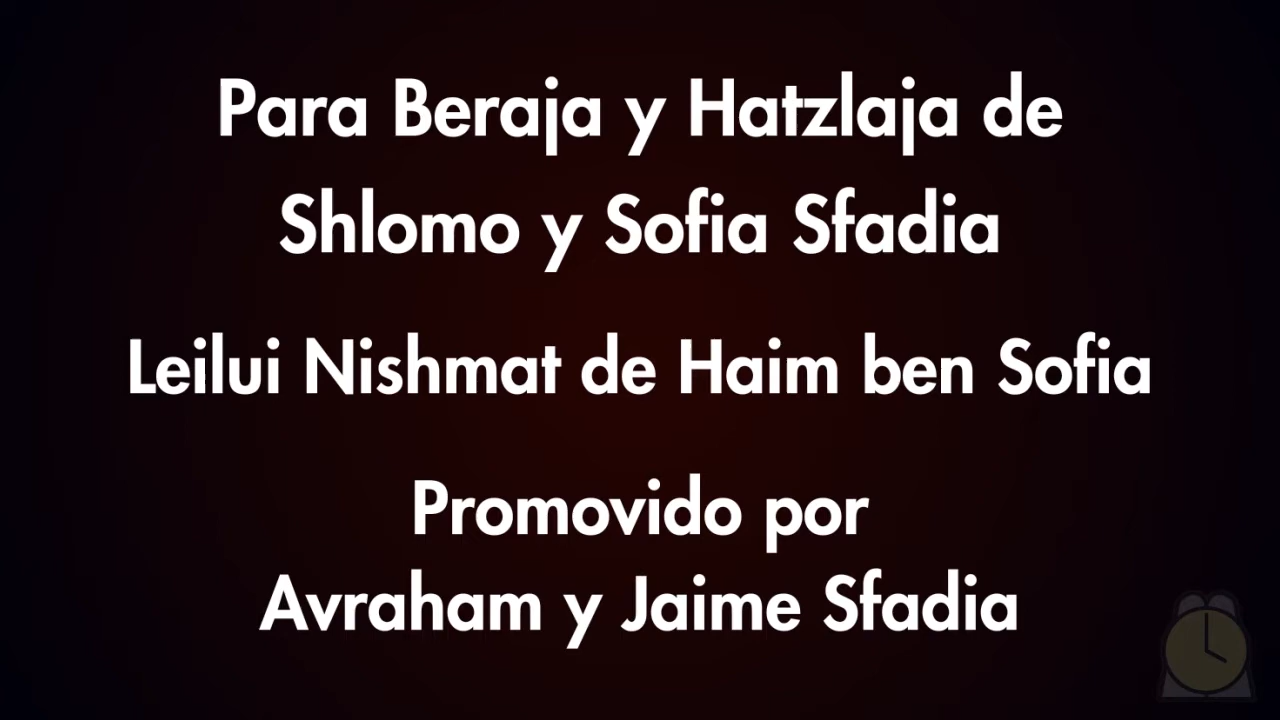 Para Beraja y Hatzlaja de
Shlomo y Sofia Sfadia
Leilui Nishmat de Haim ben Sofia
Promovido por
Avraham y Jaime Sfadia